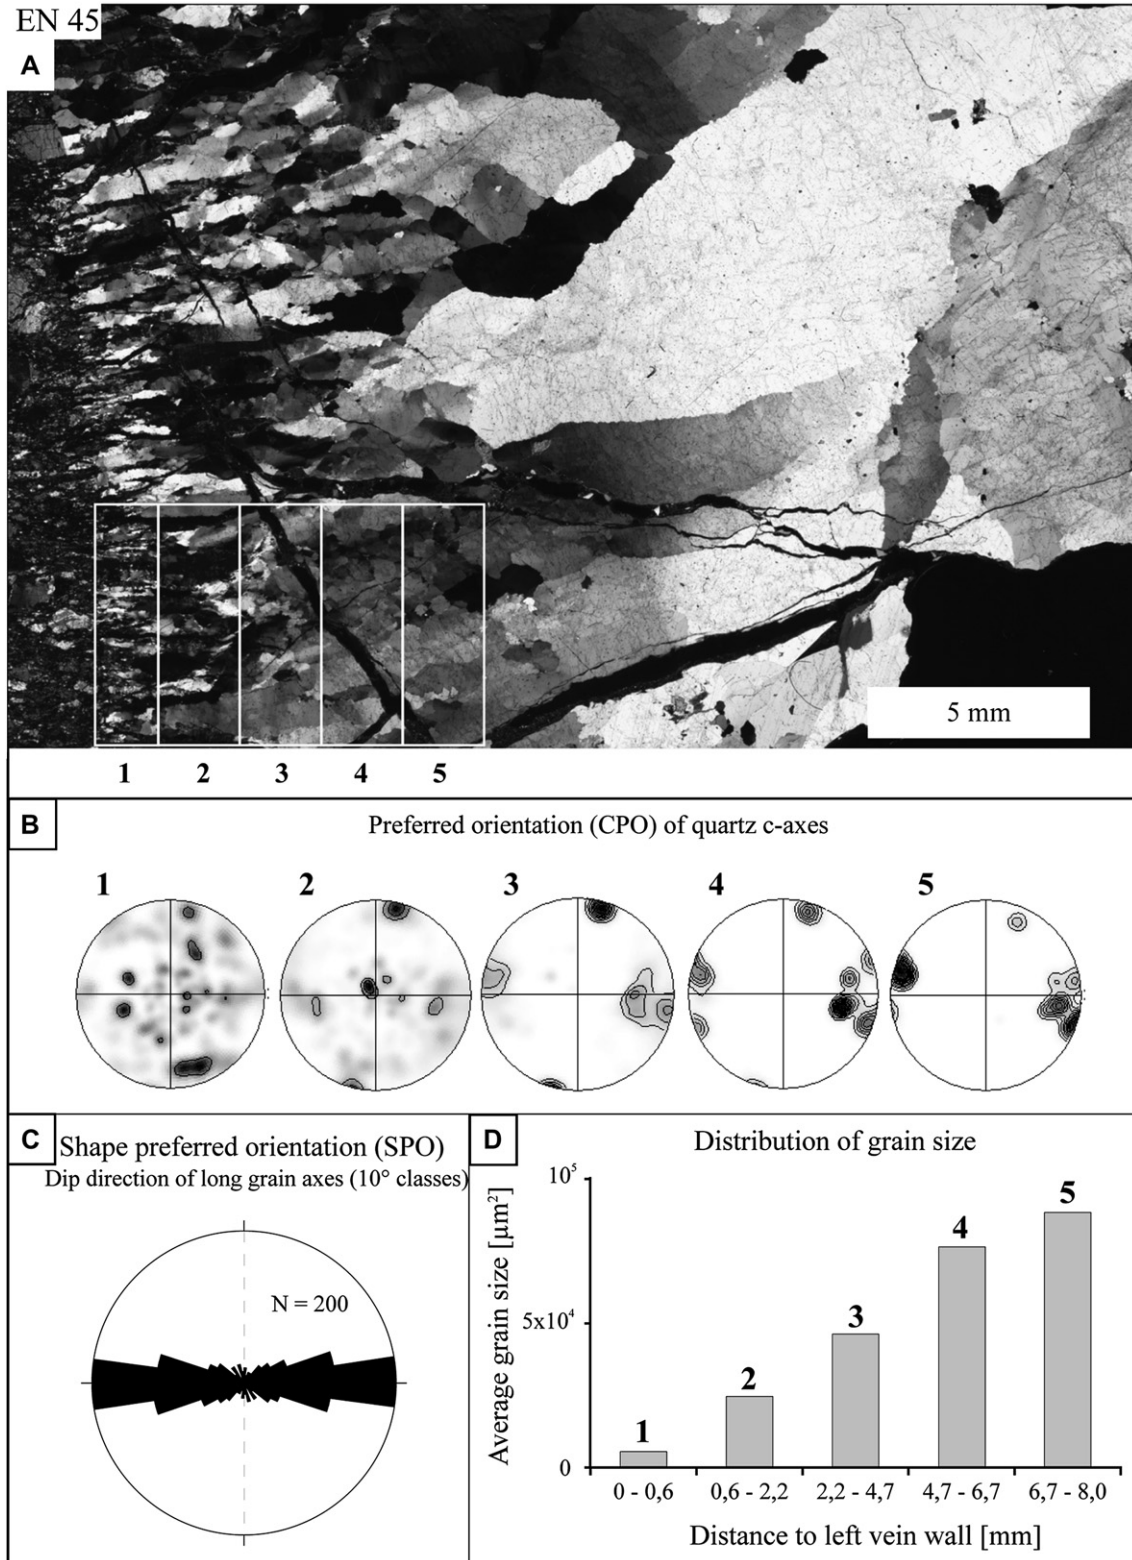 EN 45
A
5 mm
1 2 3 4 5
B
Preferred orientation (CPO) of quartz c-axes
1 2 3 4 5
C
Shape preferred orientation (SPO)
Dip direction of long grain axes (10° classes)
N = 200
D
Distribution of grain size
Average grain size [µm²]
10⁵
5x10⁴
0
1
2
3
4
5
0 - 0,6 0,6 - 2,2 2,2 - 4,7 4,7 - 6,7 6,7 - 8,0
Distance to left vein wall [mm]